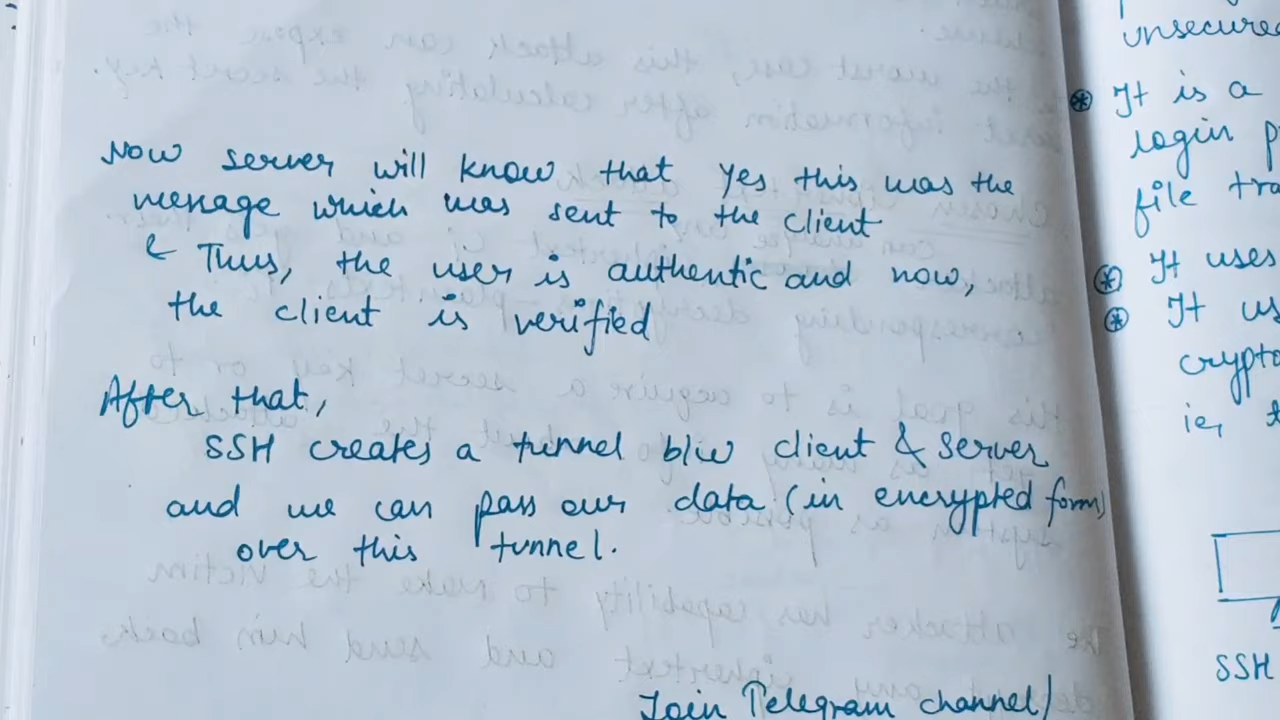 Now server will know that Yes this was the
message which was sent to the client
& Thus, the user is authentic and now,
the client is verified
After that,
SSH creates a tunnel b/w client & server
and we can pass our data (in encrypted form)
over this tunnel.
Join Telegram channel/
unsecured
⊛ It is a
login p
file tra
⊛ It uses
⊛ It us
crypto
ie, t
SSH